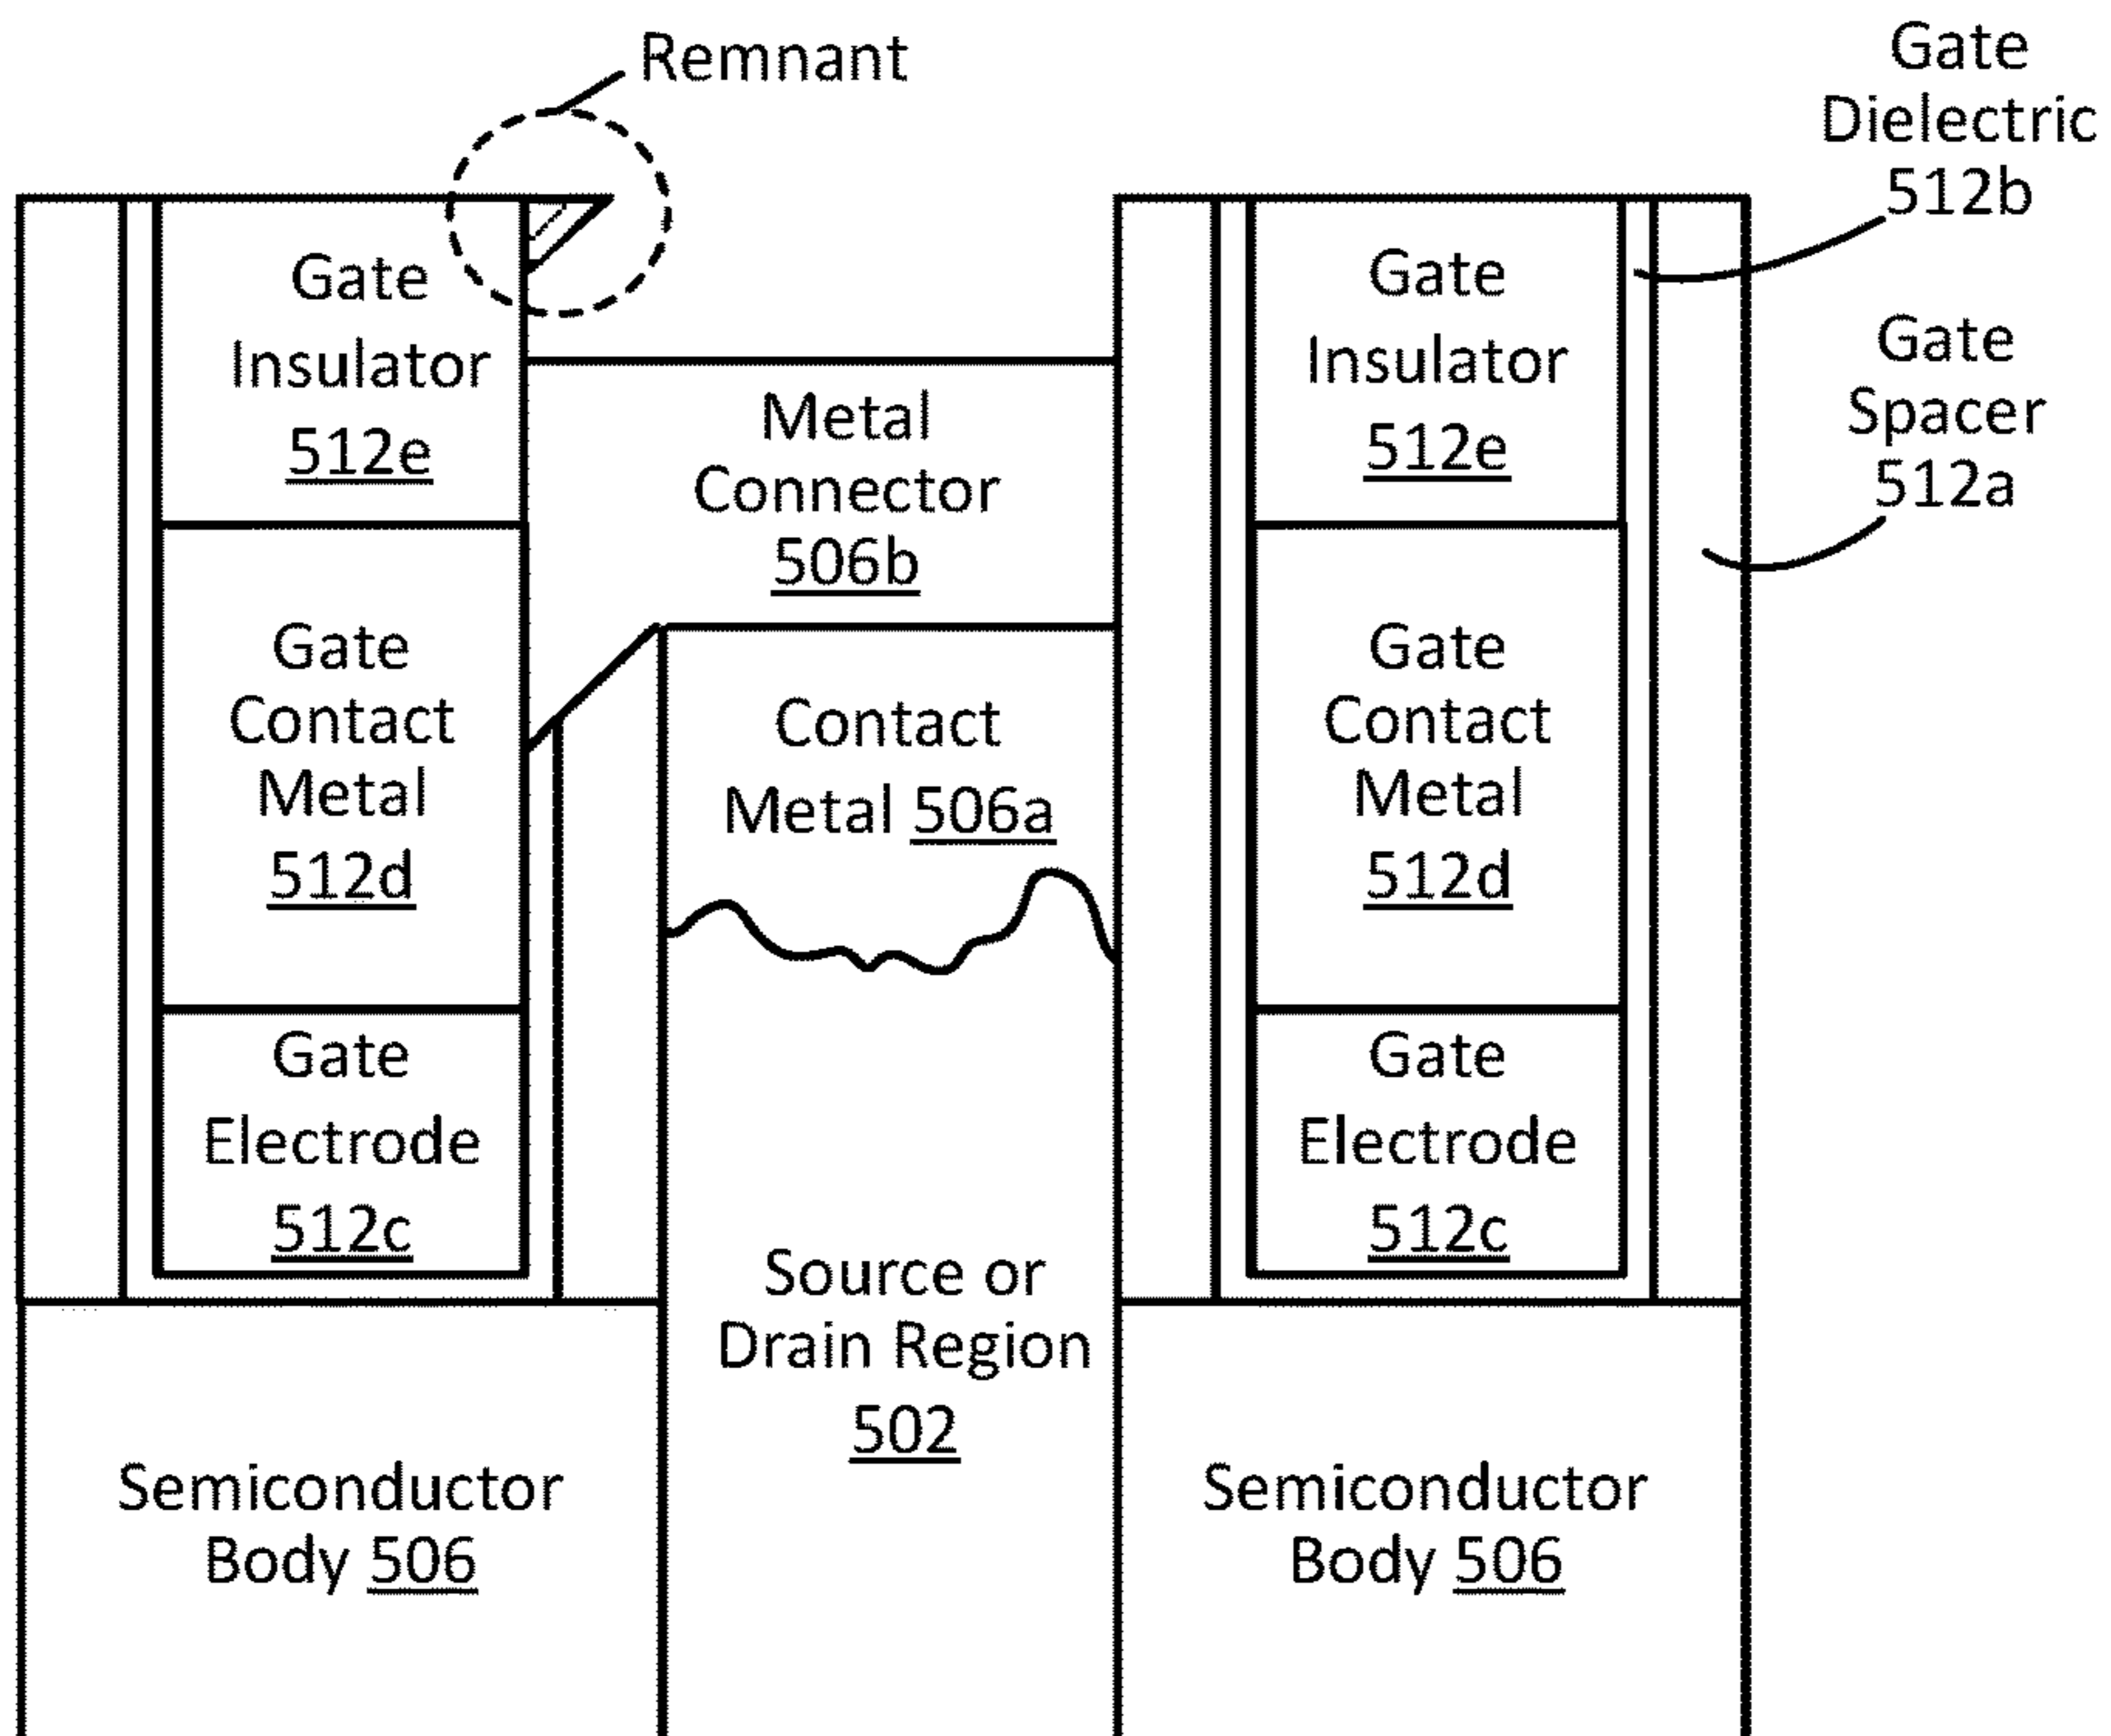 Remnant
Gate
Dielectric
512b
Gate
Spacer
512a
Gate
Insulator
512e
Gate
Contact
Metal
512d
Gate
Electrode
512c
Semiconductor
Body 506
Metal
Connector
506b
Contact
Metal 506a
Source or
Drain Region
502
Gate
Insulator
512e
Gate
Contact
Metal
512d
Gate
Electrode
512c
Semiconductor
Body 506